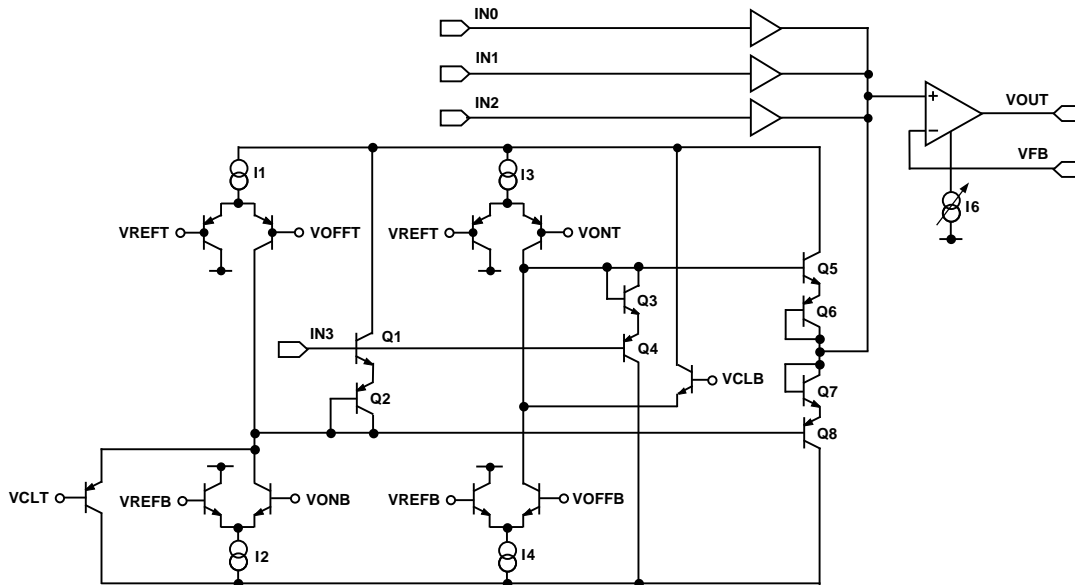 IN0
IN1
IN2
VOUT
VFB
I1
I3
I6
VREFT
VOFFT
VREFT
VONT
Q5
Q3
Q6
IN3
Q1
Q4
VCLB
Q2
Q7
Q8
VCLT
VREFB
VONB
VREFB
VOFFB
I2
I4